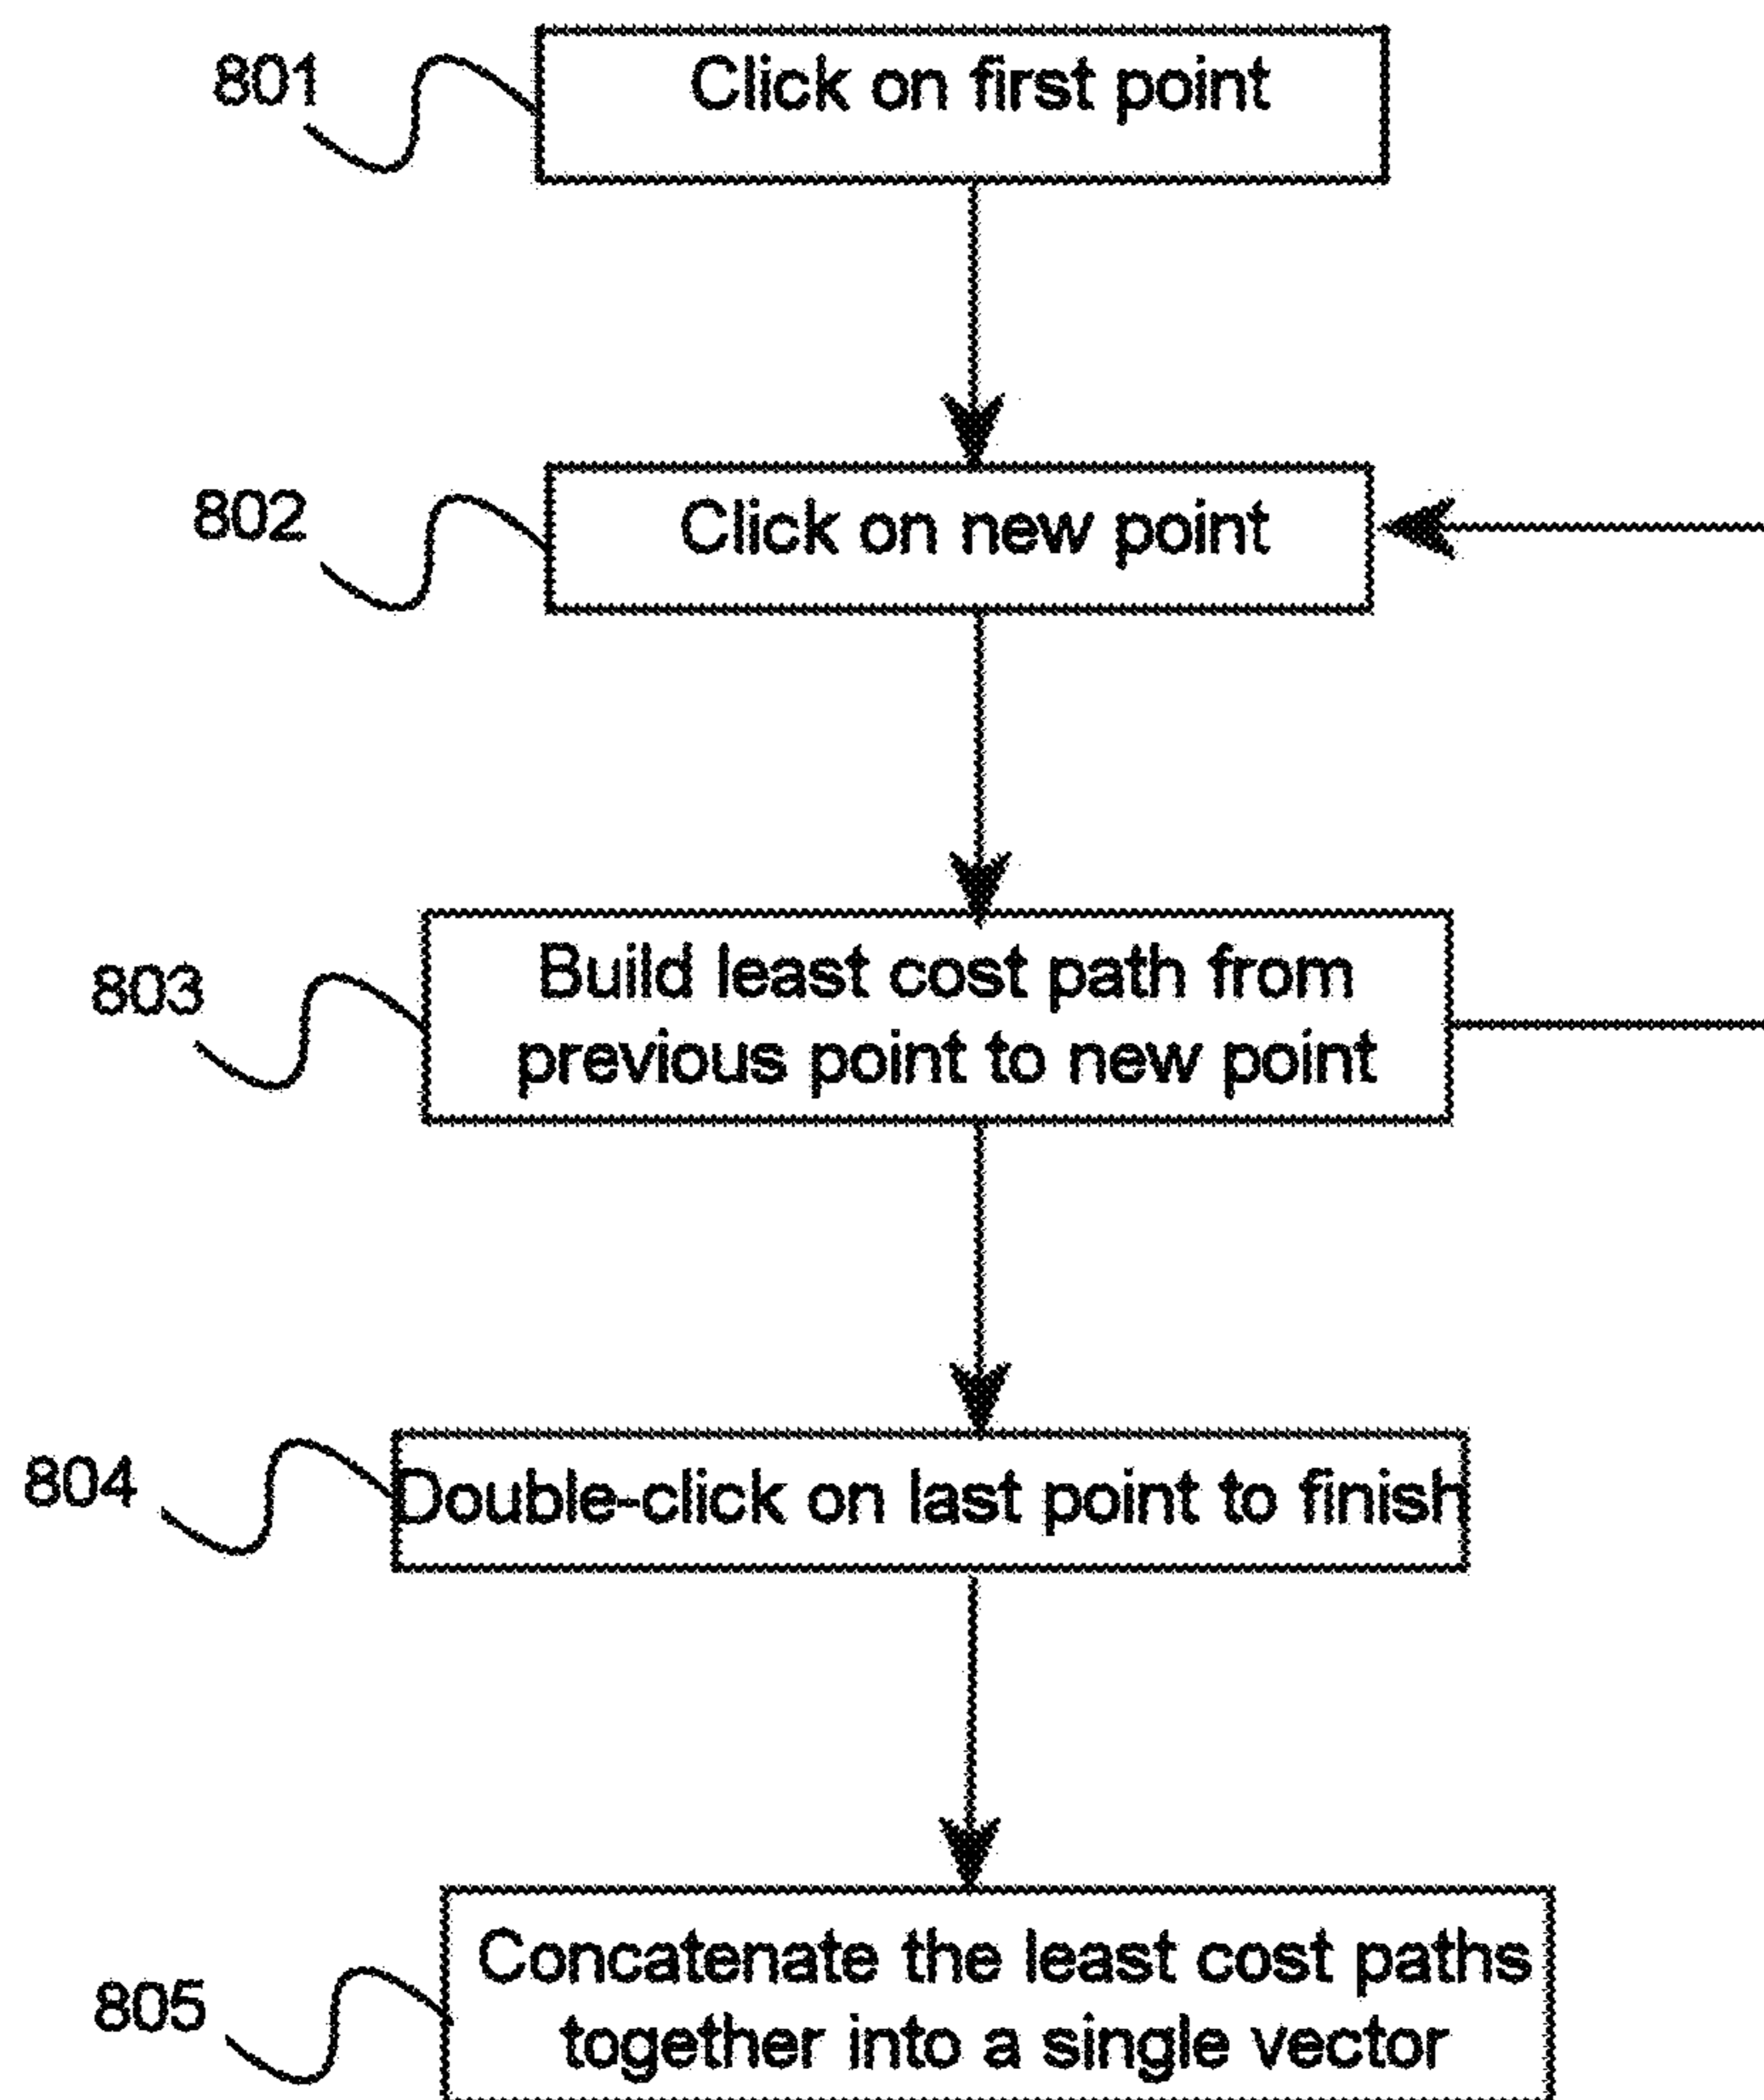 801
Click on first point
802
Click on new point
803
Build least cost path from
previous point to new point
804
Double-click on last point to finish
805
Concatenate the least cost paths
together into a single vector